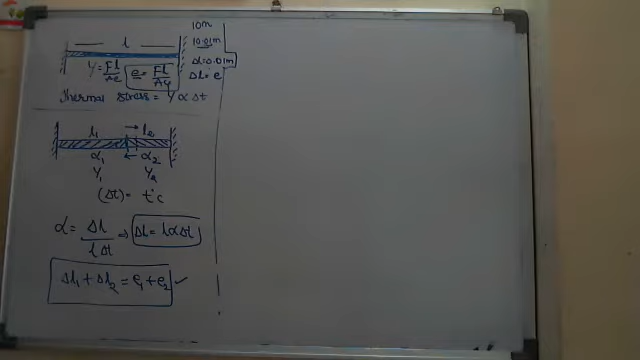 l
10m
10.01m
Δl=0.01m
Δl = e
Y = Fl/Ae
e = Fl/AY
Thermal stress = Y α Δt
l₁ → l₂
α₁ ← α₂
Y₁ Y₂
(Δt) = t°c
α = Δl/lΔt ⇒ Δl = lαΔt
Δl₁ + Δl₂ = e₁ + e₂ ✓